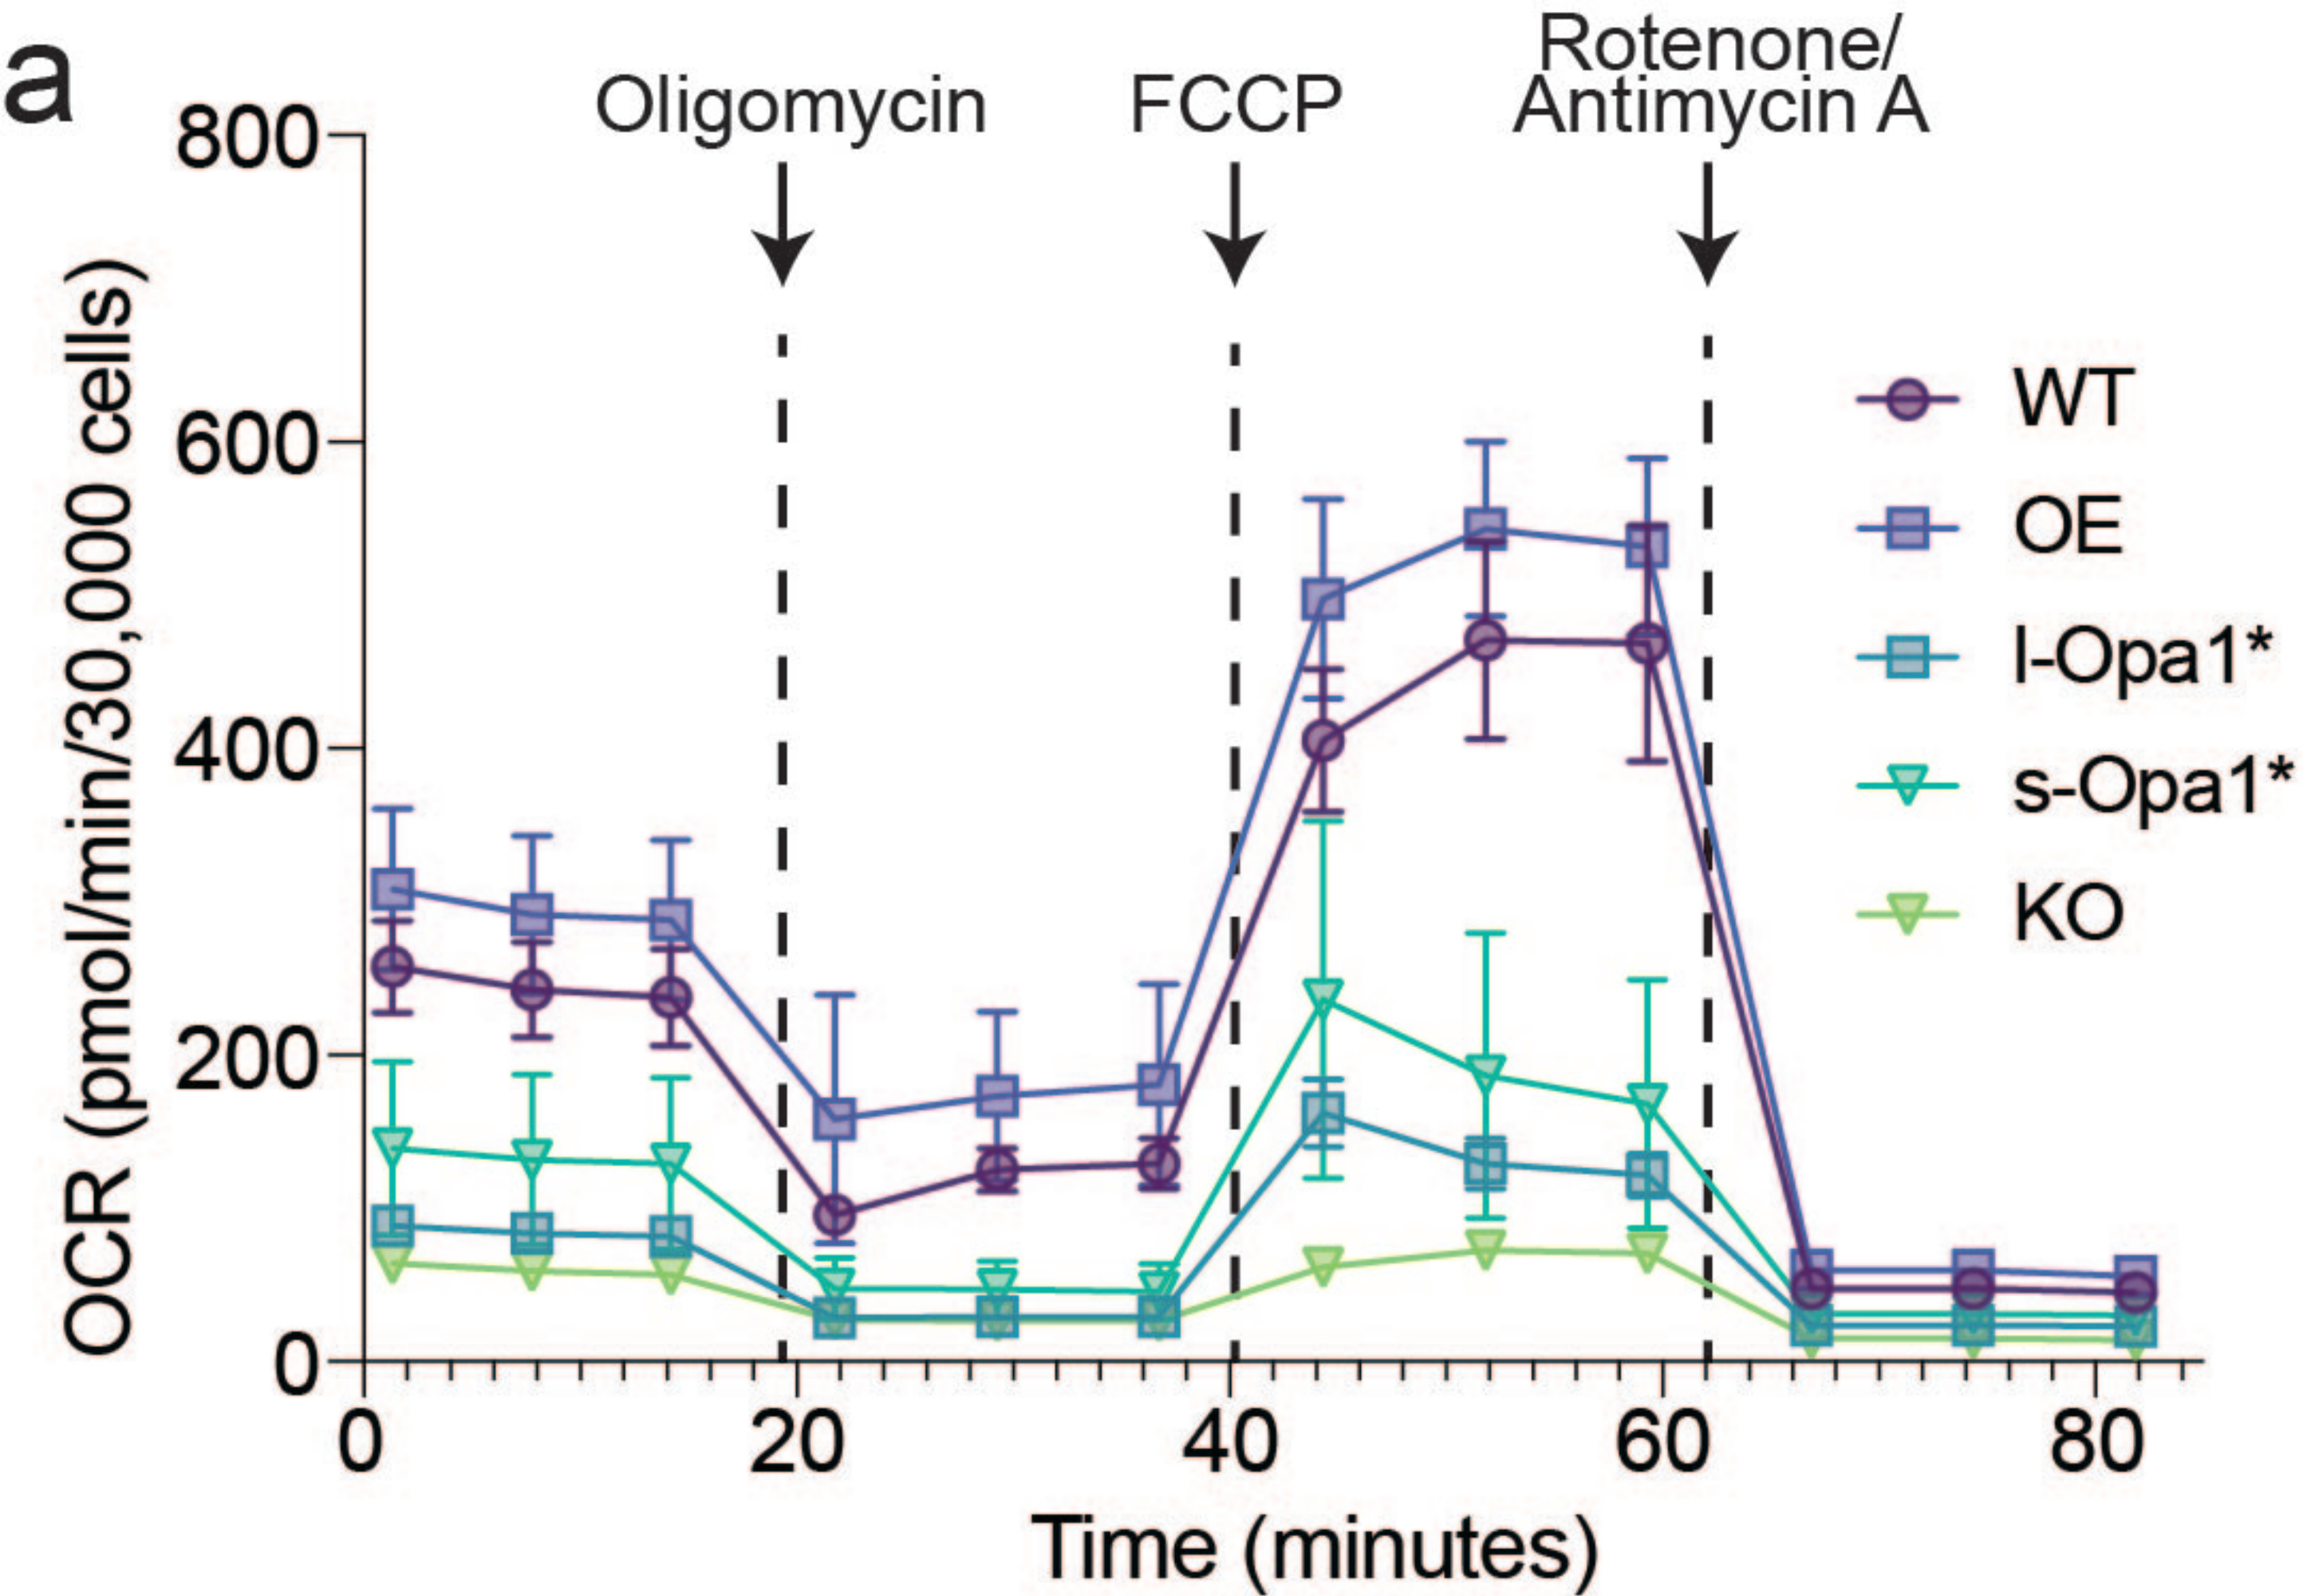 a
Oligomycin
FCCP
Rotenone/
Antimycin A
800
600
400
200
0
OCR (pmol/min/30,000 cells)
WT
OE
l-Opa1*
s-Opa1*
KO
0 20 40 60 80
Time (minutes)